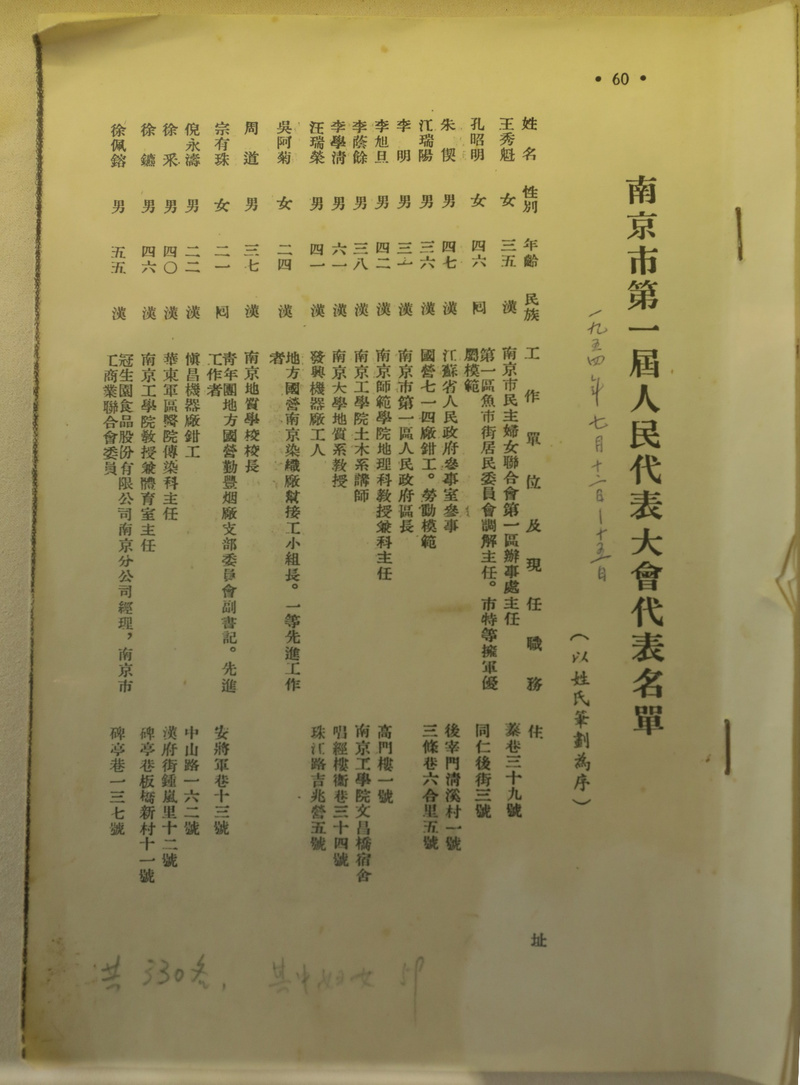 • 60 •
南京市第一屆人民代表大會代表名單
一九五四年七月十二日—十五日
（以姓氏筆劃為序）
姓名 性別 年齡 民族 工作單位及現任職務 住址
王秀魁 女 三五 漢 南京市民主婦女聯合會第一區辦事處主任 秦巷三十九號
孔昭明 女 四六 回 第一區魚市街居民委員會調解主任。市特等擁軍優
屬模範 同仁後街三號
朱偰 男 四七 漢 江蘇省人民政府參事室參事 後宰門清溪村一號
江瑞陽 男 三六 漢 國營七一四廠鉗工。勞動模範 三條巷六合里五號
李明 男 三一 漢 南京市第一區人民政府區長
李旭旦 男 四二 漢 南京師範學院地理科教授兼科主任 高門樓一號
李蔭餘 男 三八 漢 南京工學院土木系講師 南京工學院文昌橋宿舍
李學清 男 六一 漢 南京大學地質系教授 唱經樓衛巷三十四號
汪瑞榮 男 四一 漢 發興機器廠工人 珠江路吉兆營五號
吳阿菊 女 二四 漢 地方國營南京染織廠幫接工小組長。一等先進工作
者
周道 男 三七 漢 南京地質學校校長
宗有珠 女 二一 回 青年團地方國營勤豐烟廠支部委員會副書記。先進
工作者 安將軍巷十三號
倪永濤 男 二二 漢 愼昌機器廠鉗工 中山路一六二號
徐采 男 四〇 漢 華東軍區醫院傳染科主任 漢府街鍾嵐里十二號
徐鑣 男 四六 漢 南京工學院教授兼體育室主任 碑亭巷板橋新村十一號
徐佩鎔 男 五五 漢 冠生園食品股份有限公司南京分公司經理，南京市
工商業聯合會委員 碑亭巷一三七號
共330名，其中婦女